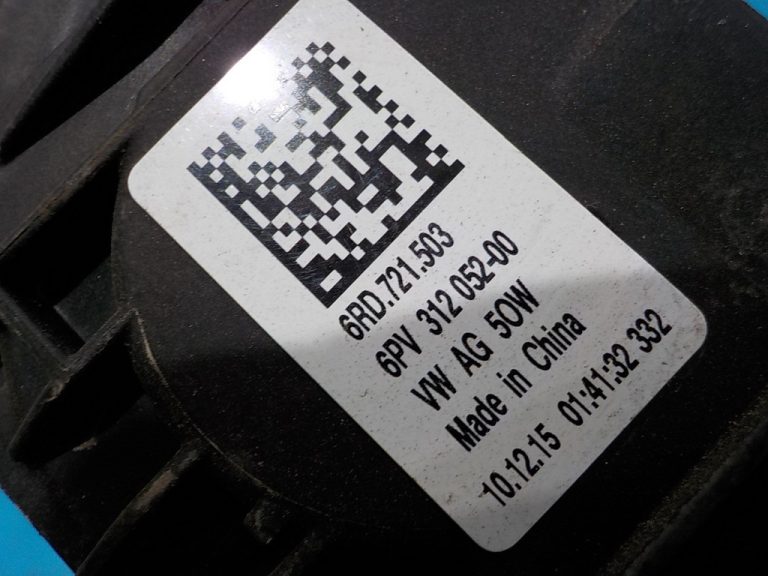 6RD.721.503
6PV 312 052-00
VW AG 5OW
Made in China
10.12.15 01:41:32 332